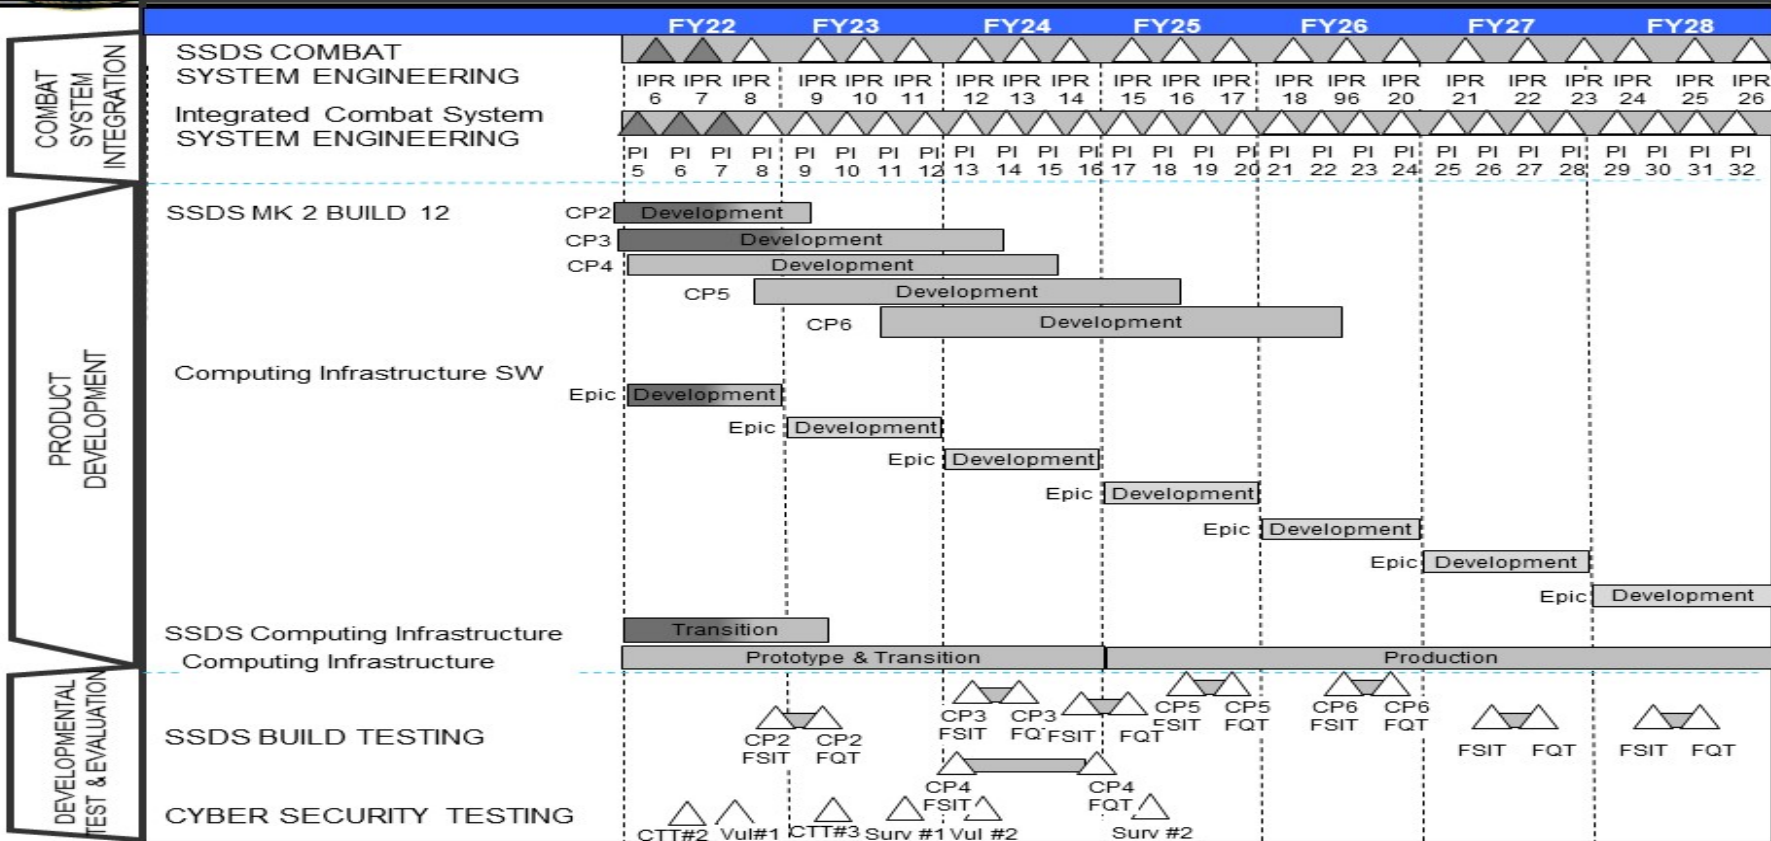 FY22 FY23 FY24 FY25 FY26 FY27 FY28
COMBAT
SYSTEM
INTEGRATION
SSDS COMBAT
SYSTEM ENGINEERING
IPR IPR IPR IPR IPR IPR IPR IPR IPR IPR IPR IPR IPR IPR IPR IPR IPR IPR IPR IPR IPR
6 7 8 9 10 11 12 13 14 15 16 17 18 96 20 21 22 23 24 25 26
Integrated Combat System
SYSTEM ENGINEERING
PI PI PI PI PI PI PI PI PI PI PI PI PI PI PI PI PI PI PI PI PI PI PI PI PI PI PI PI
5 6 7 8 9 10 11 12 13 14 15 16 17 18 19 20 21 22 23 24 25 26 27 28 29 30 31 32
PRODUCT
DEVELOPMENT
SSDS MK 2 BUILD 12
CP2 Development
CP3 Development
CP4 Development
CP5 Development
CP6 Development
Computing Infrastructure SW
Epic Development
Epic Development
Epic Development
Epic Development
Epic Development
Epic Development
Epic Development
SSDS Computing Infrastructure Transition
Computing Infrastructure Prototype & Transition Production
DEVELOPMENTAL
TEST & EVALUATION
SSDS BUILD TESTING
CP2 CP2
FSIT FQT
CP3 CP3
FSIT FQ
FSIT FQT
CP5 CP5
FSIT FQT
CP6 CP6
FSIT FQT
FSIT FQT
FSIT FQT
CP4 CP4
FSIT FQT
CYBER SECURITY TESTING
CTT#2 Vul#1 CTT#3 Surv #1 Vul #2 Surv #2